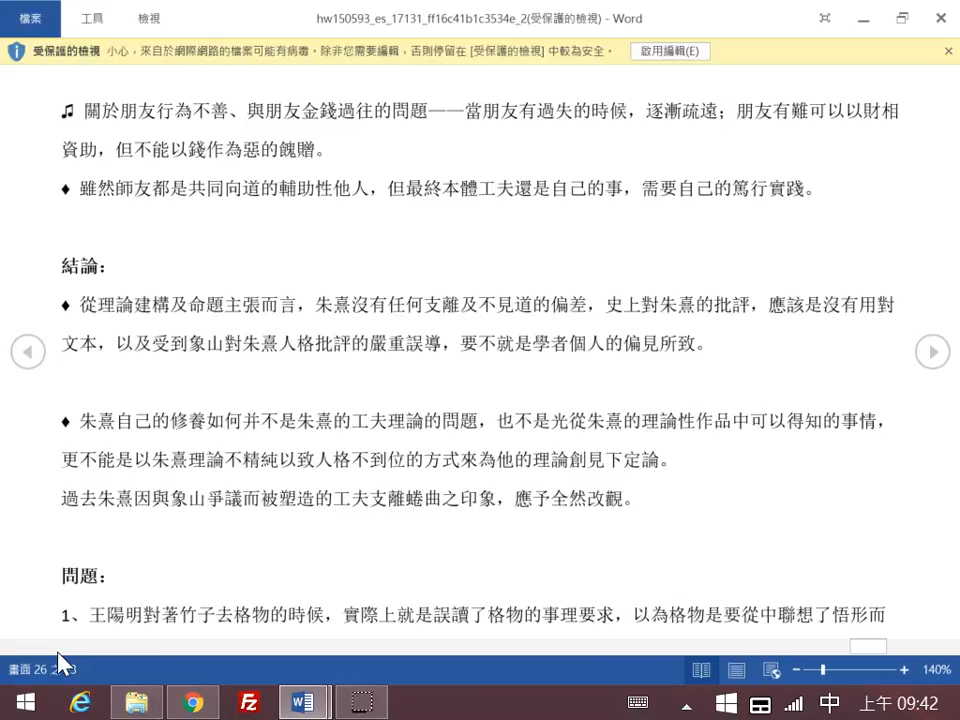 檔案 工具 檢視 hw150593_es_17131_ff16c41b1c3534e_2(受保護的檢視) - Word
受保護的檢視 小心，來自於網際網路的檔案可能有病毒。除非您需要編輯，否則停留在 [受保護的檢視] 中較為安全。 啟用編輯(E)
♫ 關於朋友行為不善、與朋友金錢過往的問題——當朋友有過失的時候，逐漸疏遠；朋友有難可以以財相
資助，但不能以錢作為惡的餽贈。
♦ 雖然師友都是共同向道的輔助性他人，但最終本體工夫還是自己的事，需要自己的篤行實踐。
結論：
♦ 從理論建構及命題主張而言，朱熹沒有任何支離及不見道的偏差，史上對朱熹的批評，應該是沒有用對
文本，以及受到象山對朱熹人格批評的嚴重誤導，要不就是學者個人的偏見所致。
♦ 朱熹自己的修養如何并不是朱熹的工夫理論的問題，也不是光從朱熹的理論性作品中可以得知的事情，
更不能是以朱熹理論不精純以致人格不到位的方式來為他的理論創見下定論。
過去朱熹因與象山爭議而被塑造的工夫支離蜷曲之印象，應予全然改觀。
問題：
1、王陽明對著竹子去格物的時候，實際上就是誤讀了格物的事理要求，以為格物是要從中聯想了悟形而
畫面 26 140%
中 上午 09:42